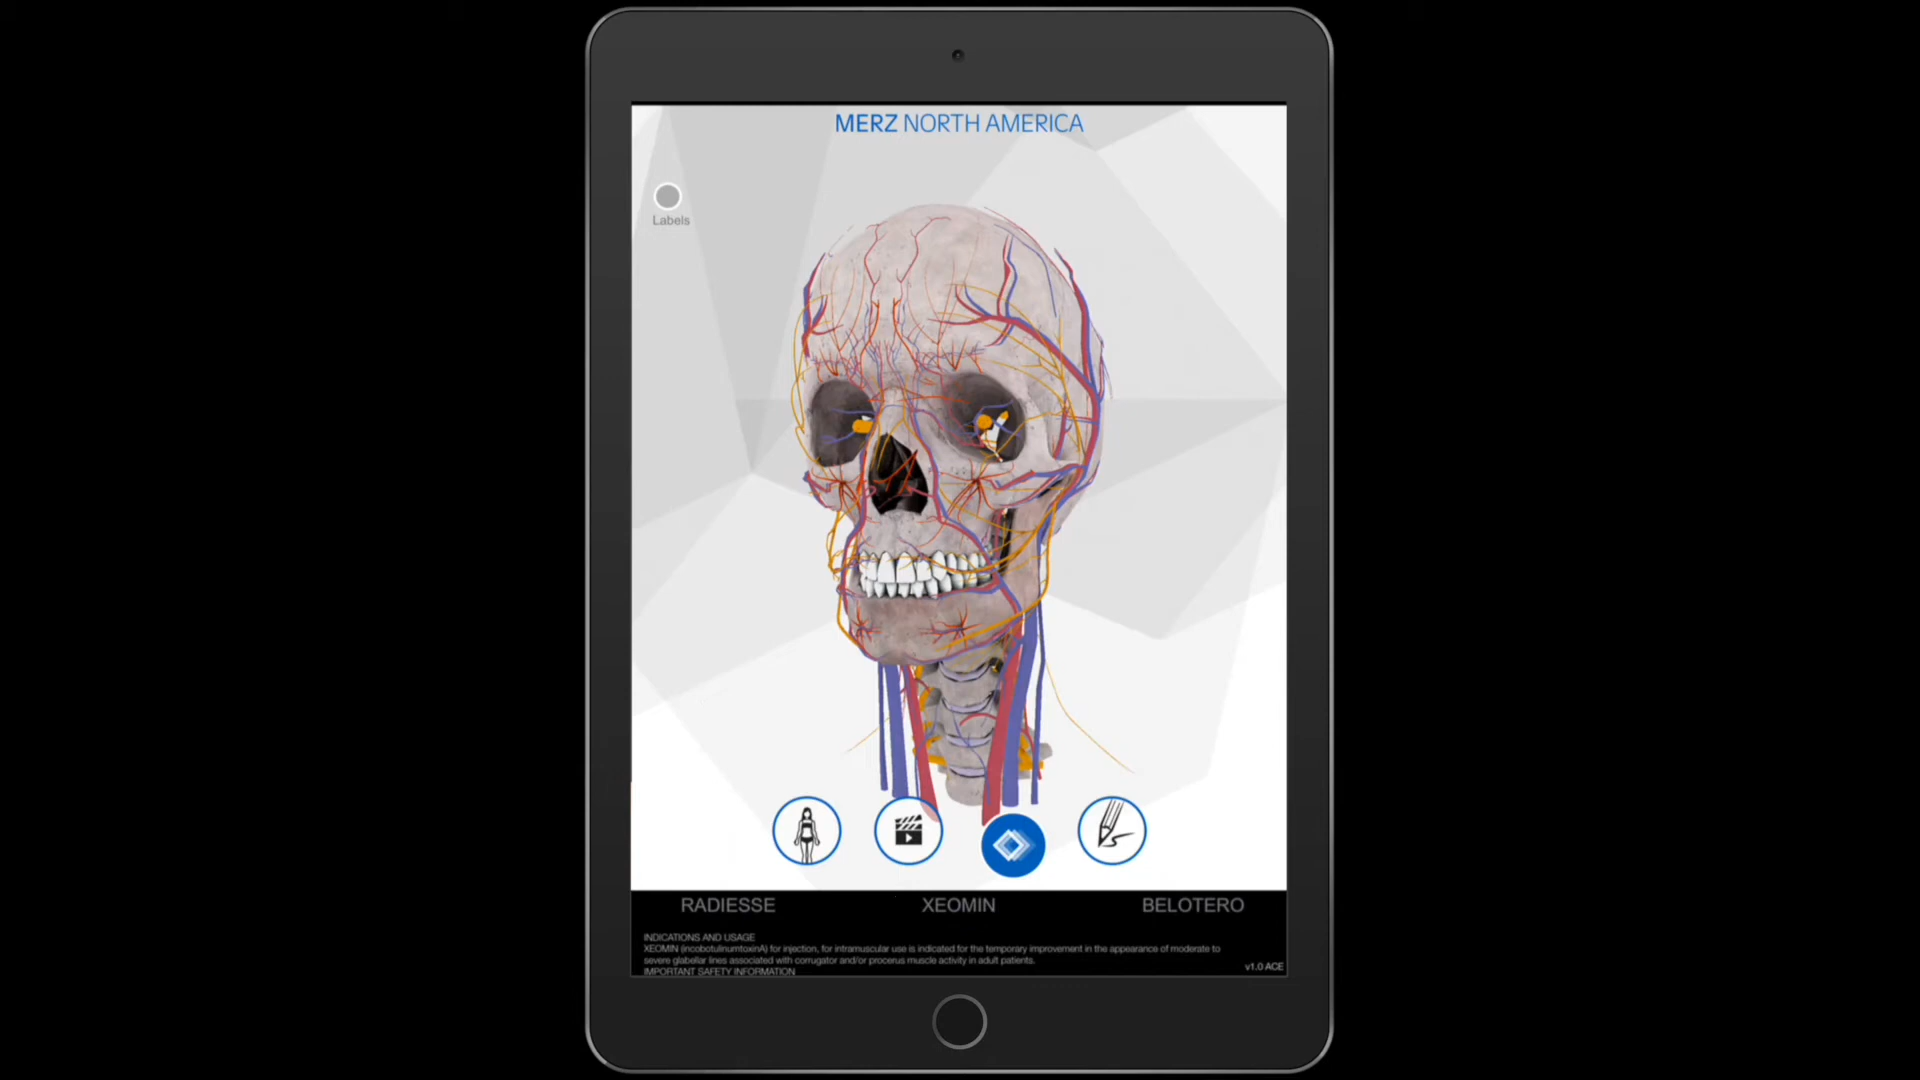 MERZ NORTH AMERICA
Labels
RADIESSE
XEOMIN
BELOTERO
INDICATIONS AND USAGE
XEOMIN (incobotulinumtoxinA) for injection, for intramuscular use is indicated for the temporary improvement in the appearance of moderate to
severe glabellar lines associated with corrugator and/or procerus muscle activity in adult patients.
IMPORTANT SAFETY INFORMATION
v1.0 ACE